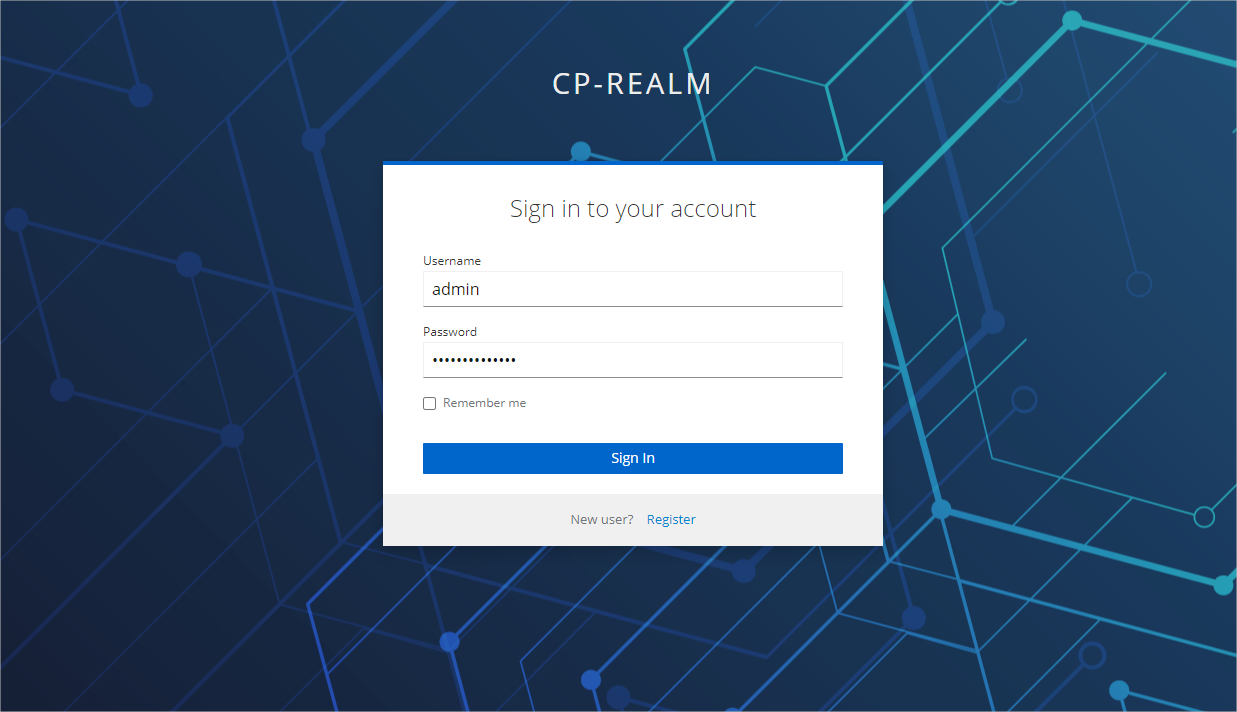 CP-REALM
Sign in to your account
Username
admin
Password
••••••••••••••
Remember me
Sign In
New user? Register